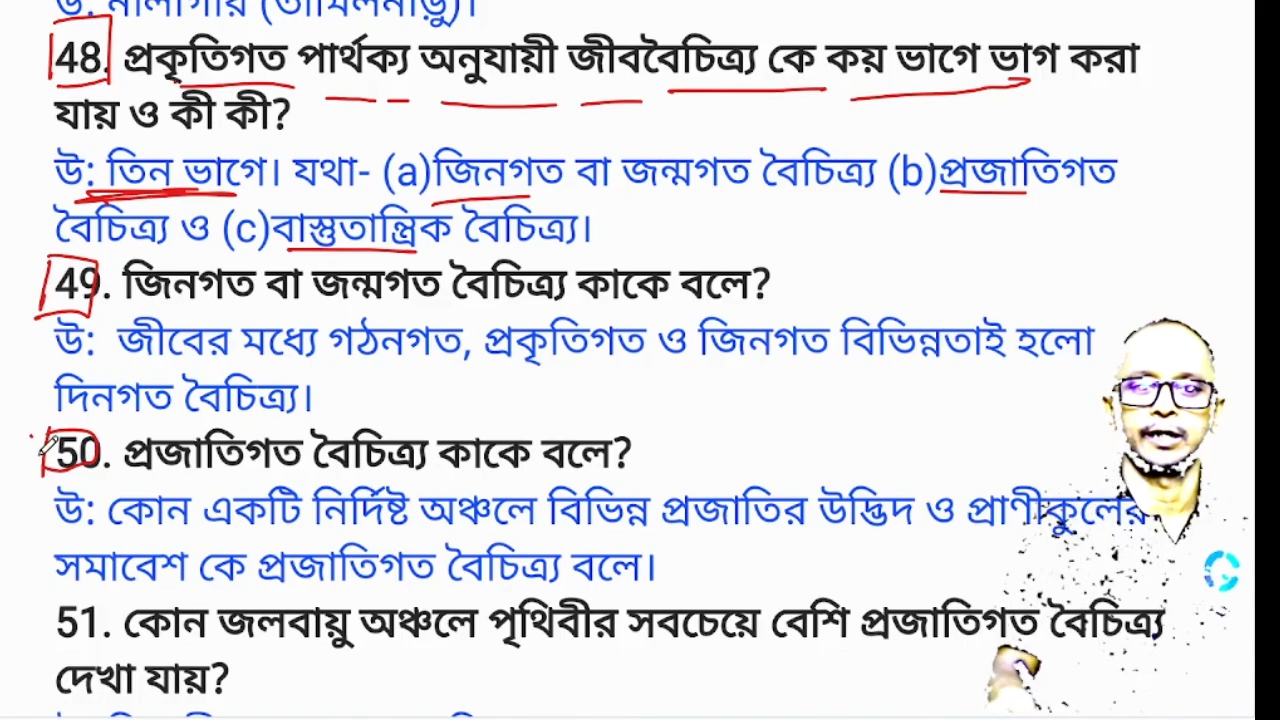 উ: নীলগিরি (তামিলনাড়ু)।
48. প্রকৃতিগত পার্থক্য অনুযায়ী জীববৈচিত্র্য কে কয় ভাগে ভাগ করা
যায় ও কী কী?
উ: তিন ভাগে। যথা- (a)জিনগত বা জন্মগত বৈচিত্র্য (b)প্রজাতিগত
বৈচিত্র্য ও (c)বাস্তুতান্ত্রিক বৈচিত্র্য।
49. জিনগত বা জন্মগত বৈচিত্র্য কাকে বলে?
উ: জীবের মধ্যে গঠনগত, প্রকৃতিগত ও জিনগত বিভিন্নতাই হলো
দিনগত বৈচিত্র্য।
50. প্রজাতিগত বৈচিত্র্য কাকে বলে?
উ: কোন একটি নির্দিষ্ট অঞ্চলে বিভিন্ন প্রজাতির উদ্ভিদ ও প্রাণীকুলের
সমাবেশ কে প্রজাতিগত বৈচিত্র্য বলে।
51. কোন জলবায়ু অঞ্চলে পৃথিবীর সবচেয়ে বেশি প্রজাতিগত বৈচিত্র্য
দেখা যায়?